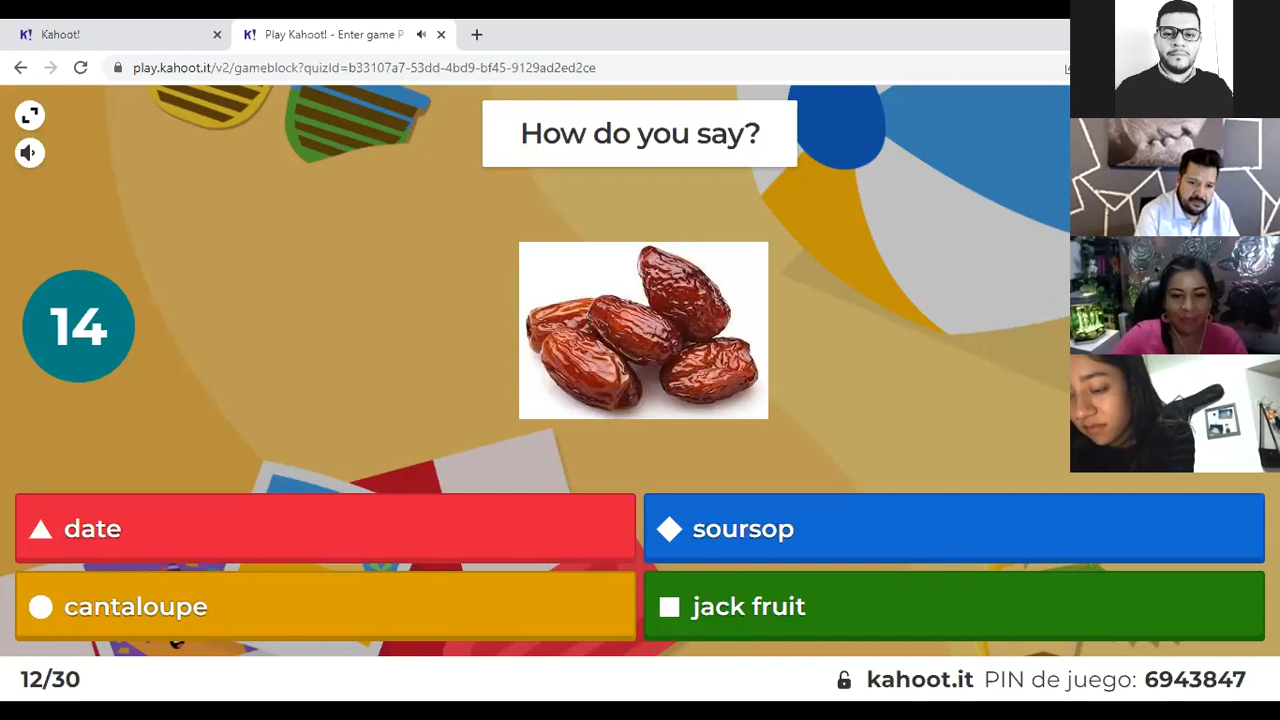 K! Kahoot!
K! Play Kahoot! - Enter game P
play.kahoot.it/v2/gameblock?quizId=b33107a7-53dd-4bd9-bf45-9129ad2ed2ce
How do you say?
14
date
soursop
cantaloupe
jack fruit
12/30
kahoot.it PIN de juego: 6943847